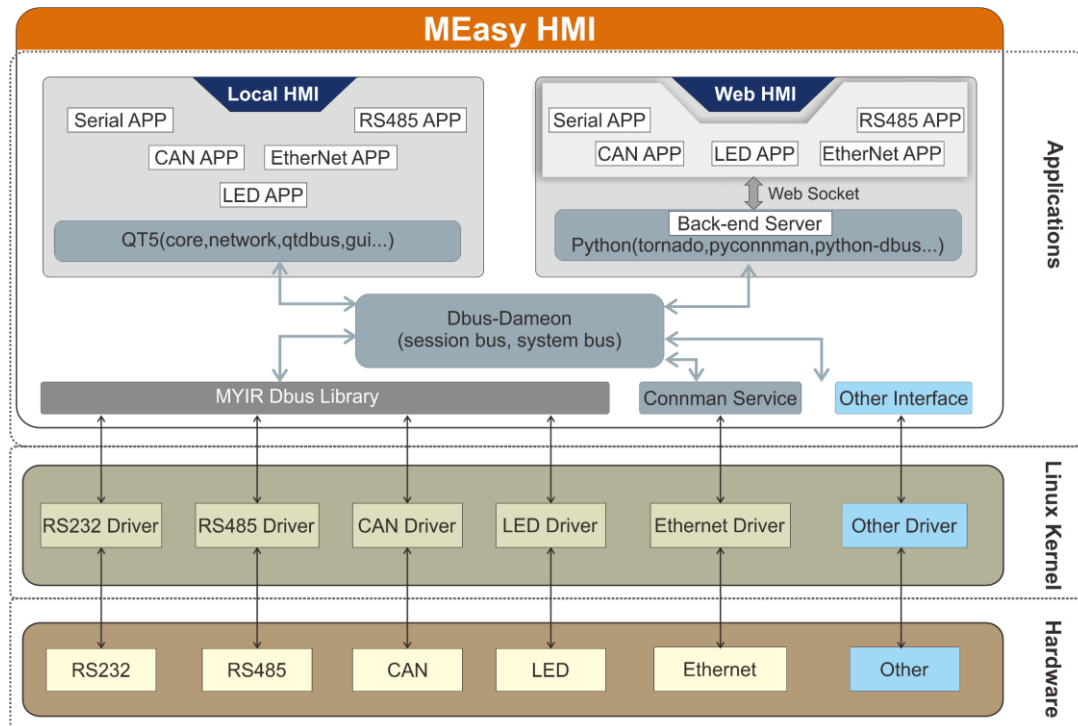 MEasy HMI
Local HMI
Serial APP
RS485 APP
CAN APP
EtherNet APP
LED APP
QT5(core,network,qtdbus,gui...)
Web HMI
Serial APP
RS485 APP
CAN APP
LED APP
EtherNet APP
Web Socket
Back-end Server
Python(tornado,pyconnman,python-dbus...)
Dbus-Dameon
(session bus, system bus)
MYIR Dbus Library
Connman Service
Other Interface
Applications
RS232 Driver
RS485 Driver
CAN Driver
LED Driver
Ethernet Driver
Other Driver
Linux Kernel
RS232
RS485
CAN
LED
Ethernet
Other
Hardware